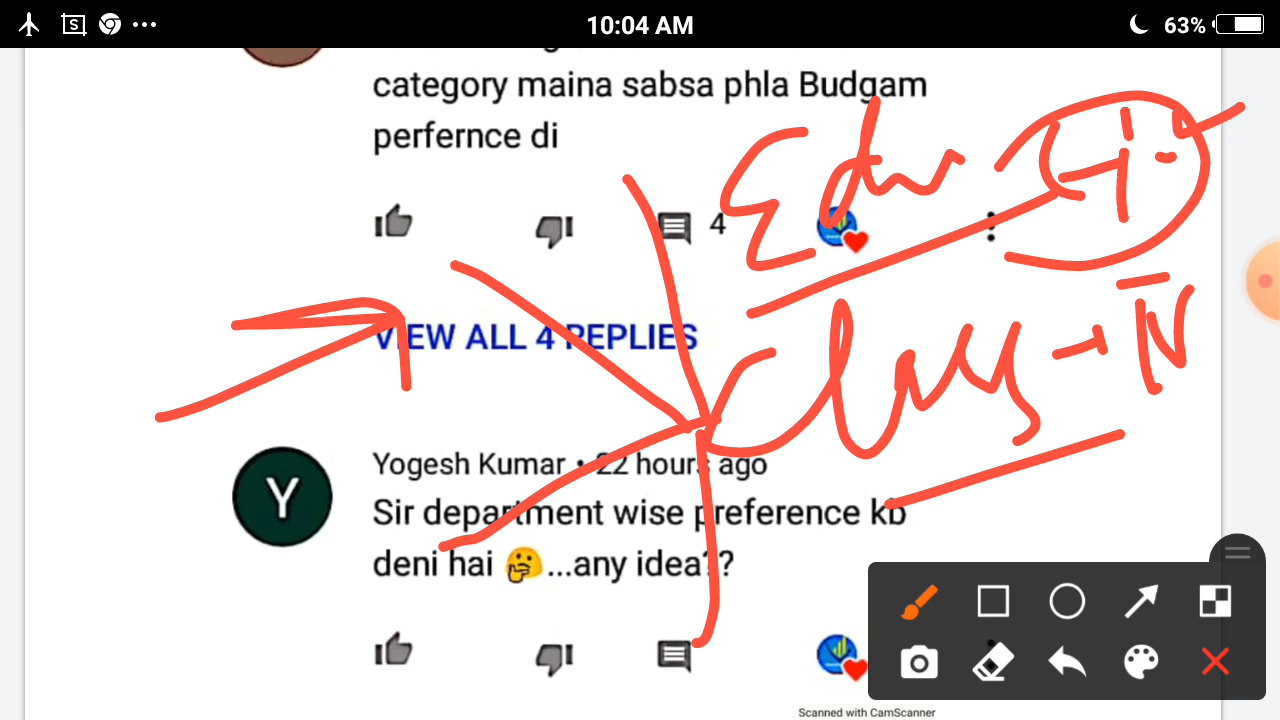 10:04 AM
63%
category maina sabsa phla Budgam
perfernce di
4
Edu
VIEW ALL 4 REPLIES
Class - N
Y
Yogesh Kumar • 22 hours ago
Sir department wise preference kb
deni hai 🤔...any idea??
Scanned with CamScanner